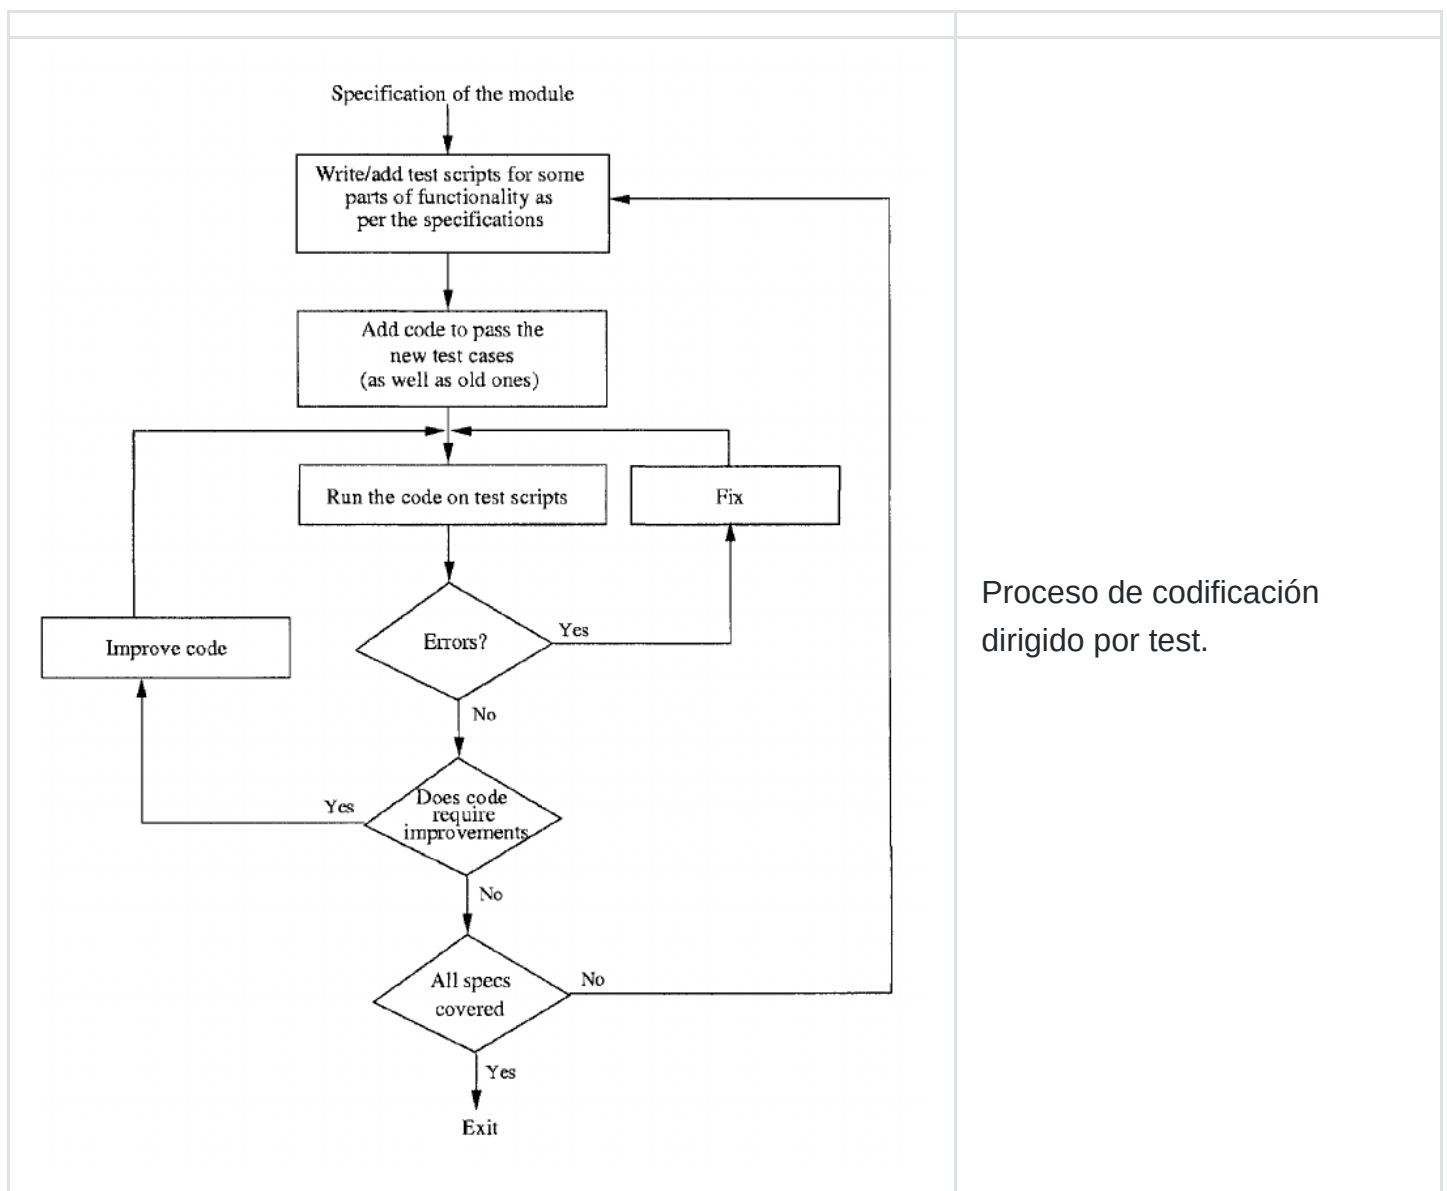 Specification of the module
Write/add test scripts for some
parts of functionality as
per the specifications
Add code to pass the
new test cases
(as well as old ones)
Run the code on test scripts
Fix
Errors?
Yes
Improve code
No
Does code
require
improvements
Yes
No
All specs
covered
No
Yes
Exit
Proceso de codificación
dirigido por test.